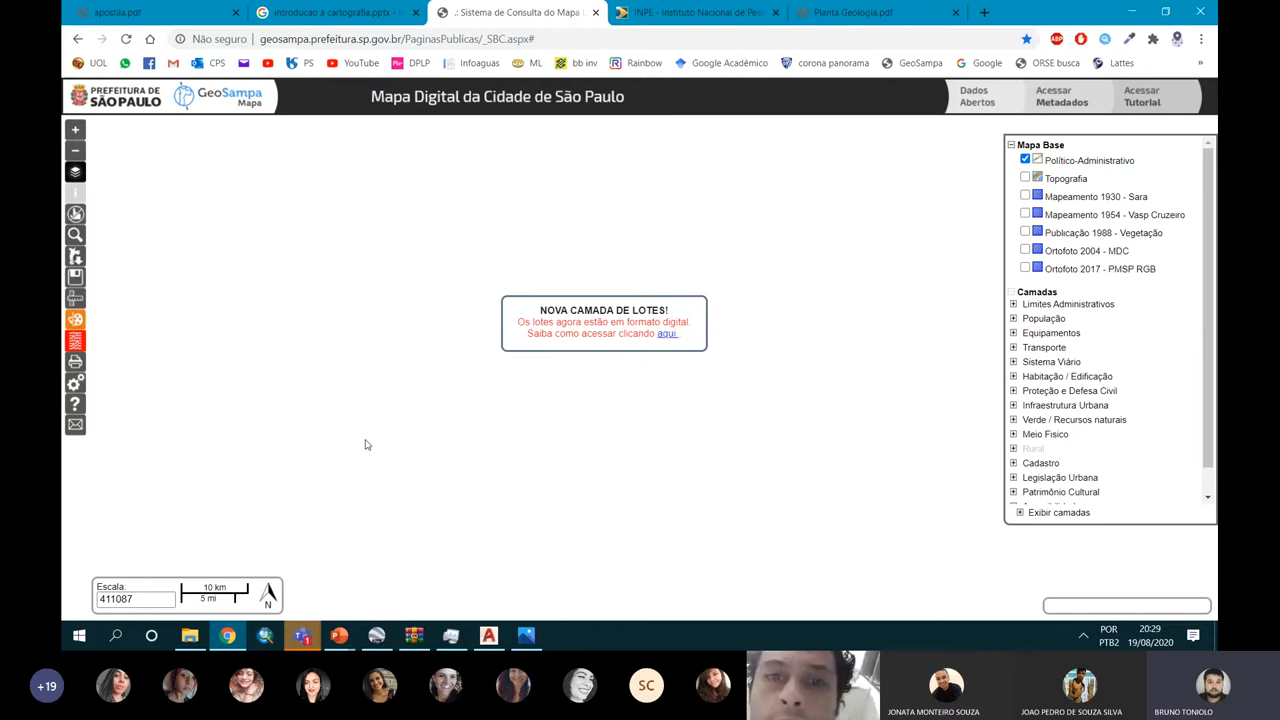 apostila.pdf
introducao à cartografia.pptx -
.: Sistema de Consulta do Mapa
INPE - Instituto Nacional de Pes
Planta Geologia.pdf
Não seguro
geosampa.prefeitura.sp.gov.br/PaginasPublicas/_SBC.aspx#
UOL
CPS
PS
YouTube
DPLP
Infoaguas
ML
bb inv
Rainbow
Google Acadêmico
corona panorama
GeoSampa
Google
ORSE busca
Lattes
»
PREFEITURA DE
SÃO PAULO
GeoSampa
Mapa
Mapa Digital da Cidade de São Paulo
Dados
Abertos
Acessar
Metadados
Acessar
Tutorial
Mapa Base
Político-Administrativo
Topografia
Mapeamento 1930 - Sara
Mapeamento 1954 - Vasp Cruzeiro
Publicação 1988 - Vegetação
Ortofoto 2004 - MDC
Ortofoto 2017 - PMSP RGB
Camadas
Limites Administrativos
População
Equipamentos
Transporte
Sistema Viário
Habitação / Edificação
Proteção e Defesa Civil
Infraestrutura Urbana
Verde / Recursos naturais
Meio Fisico
Rural
Cadastro
Legislação Urbana
Patrimônio Cultural
Exibir camadas
NOVA CAMADA DE LOTES!
Os lotes agora estão em formato digital.
Saiba como acessar clicando aqui .
Escala:
411087
10 km
5 mi
N
POR
PTB2
20:29
19/08/2020
+19
SC
JONATA MONTEIRO SOUZA
JOAO PEDRO DE SOUZA SILVA
BRUNO TONIOLO